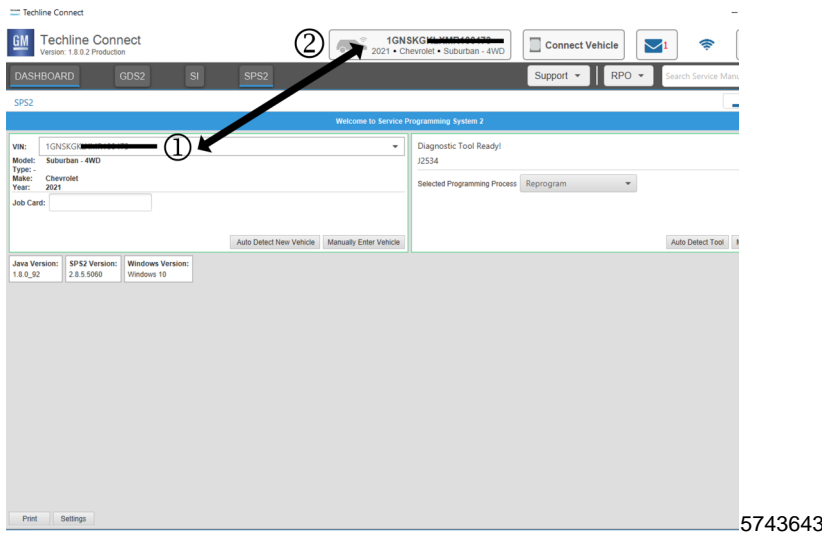 Techline Connect
GM Techline Connect
Version: 1.8.0.2 Production
② 1GNSKG
2021 • Chevrolet • Suburban - 4WD
Connect Vehicle
1
DASHBOARD GDS2 SI SPS2 Support RPO Search Service Manu
SPS2
Welcome to Service Programming System 2
VIN: 1GNSKGK ①
Model: Suburban - 4WD
Type: -
Make: Chevrolet
Year: 2021
Job Card:
Auto Detect New Vehicle Manually Enter Vehicle
Diagnostic Tool Ready!
J2534
Selected Programming Process Reprogram
Auto Detect Tool
Java Version: SPS2 Version: Windows Version:
1.8.0_92 2.8.5.5060 Windows 10
Print Settings
5743643